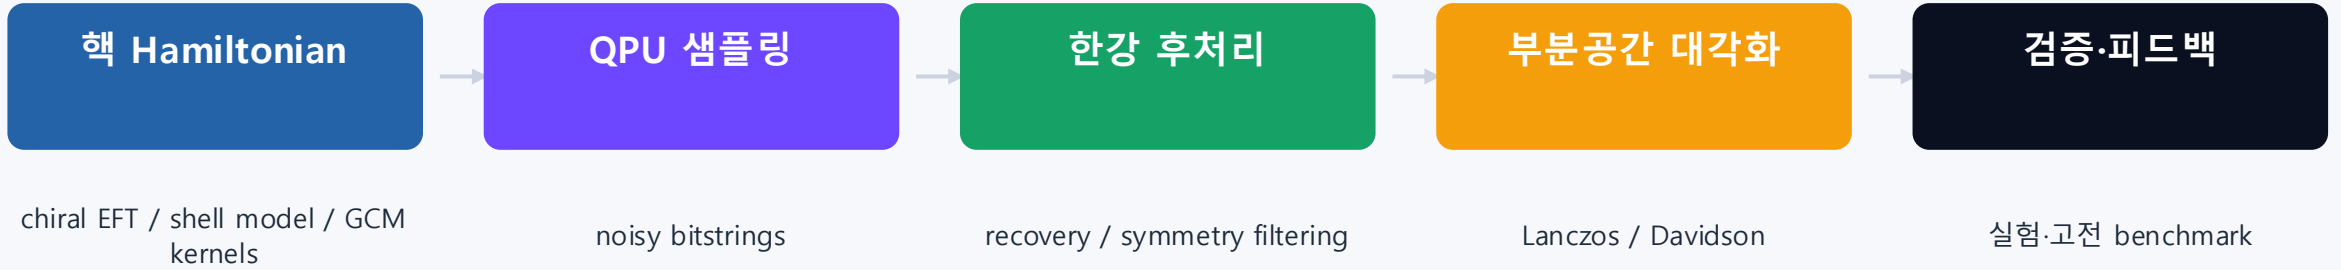 핵 Hamiltonian
QPU 샘플링
한강 후처리
부분공간 대각화
검증·피드백
chiral EFT / shell model / GCM
kernels
noisy bitstrings
recovery / symmetry filtering
Lanczos / Davidson
실험·고전 benchmark